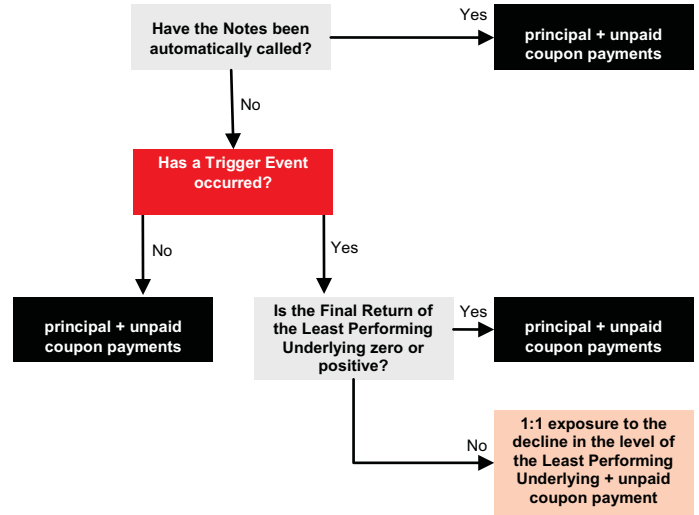 Have the Notes been
automatically called?
Yes
principal + unpaid
coupon payments
No
Has a Trigger Event
occurred?
No
Yes
principal + unpaid
coupon payments
Is the Final Return of
the Least Performing
Underlying zero or
positive?
Yes
principal + unpaid
coupon payments
No
1:1 exposure to the
decline in the level of
the Least Performing
Underlying + unpaid
coupon payment